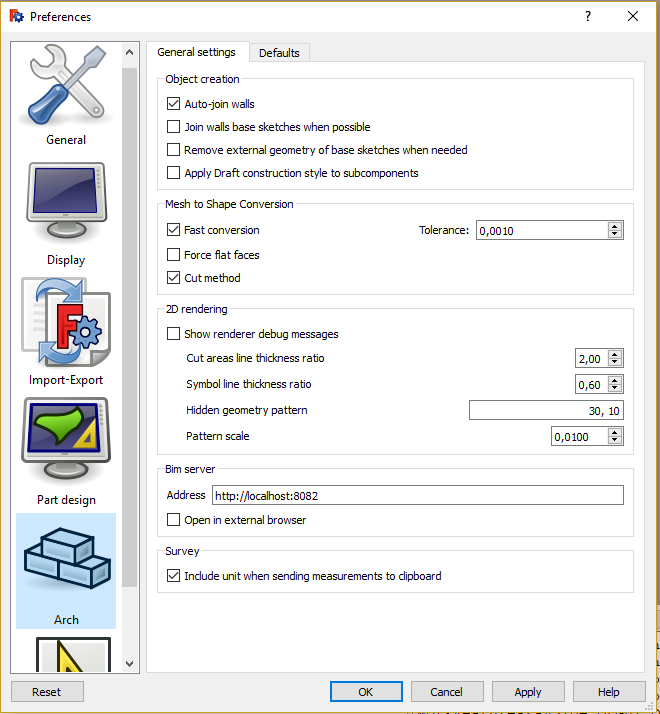 Preferences
?
General
Display
Import-Export
Part design
Arch
General settings
Defaults
Object creation
Auto-join walls
Join walls base sketches when possible
Remove external geometry of base sketches when needed
Apply Draft construction style to subcomponents
Mesh to Shape Conversion
Fast conversion
Tolerance: 0,0010
Force flat faces
Cut method
2D rendering
Show renderer debug messages
Cut areas line thickness ratio 2,00
Symbol line thickness ratio 0,60
Hidden geometry pattern 30, 10
Pattern scale 0,0100
Bim server
Address http://localhost:8082
Open in external browser
Survey
Include unit when sending measurements to clipboard
Reset
OK
Cancel
Apply
Help